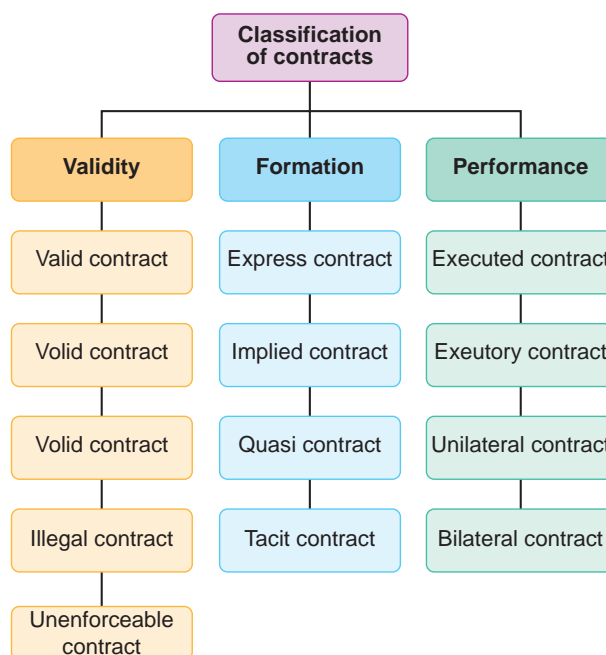 Classification
of contracts
Validity
Formation
Performance
Valid contract
Express contract
Executed contract
Volid contract
Implied contract
Exeutory contract
Volid contract
Quasi contract
Unilateral contract
Illegal contract
Tacit contract
Bilateral contract
Unenforceable
contract